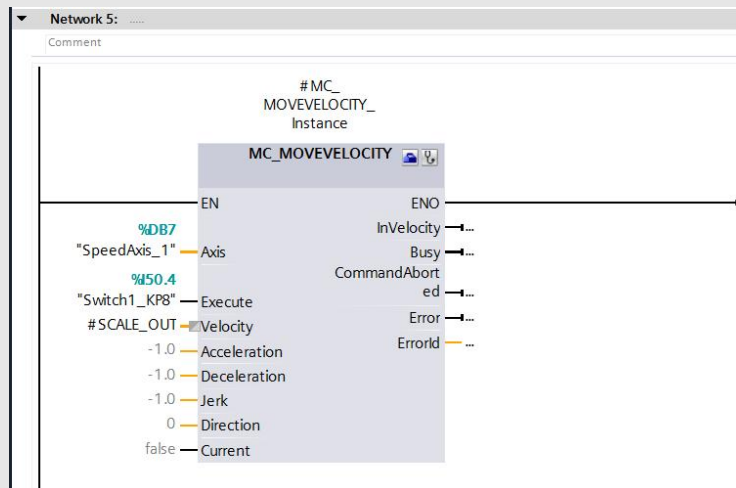 Network 5: .....
Comment
#MC_
MOVEVELOCITY_
Instance
MC_MOVEVELOCITY
EN ENO
InVelocity ...
%DB7
"SpeedAxis_1" Axis Busy ...
CommandAbort
ed ...
%I50.4
"Switch1_KP8" Execute
Error ...
#SCALE_OUT Velocity
ErrorId ...
-1.0 Acceleration
-1.0 Deceleration
-1.0 Jerk
0 Direction
false Current